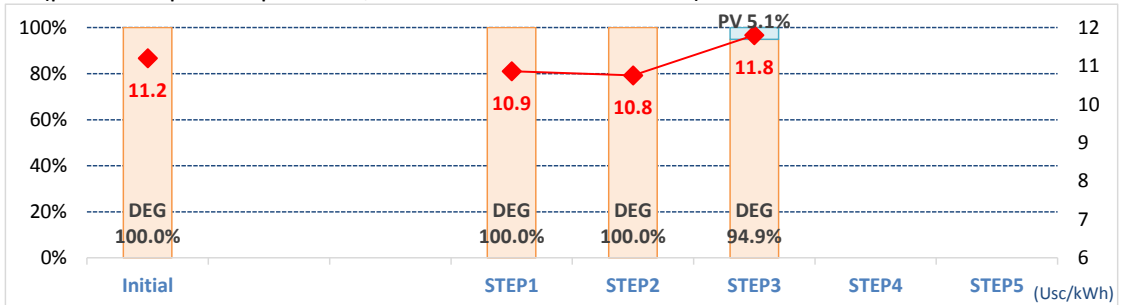 100%
80%
60%
40%
20%
0%
PV 5.1%
11.2
10.9
10.8
11.8
DEG
100.0%
DEG
100.0%
DEG
100.0%
DEG
94.9%
12
11
10
9
8
7
6
Initial
STEP1
STEP2
STEP3
STEP4
STEP5
(Usc/kWh)